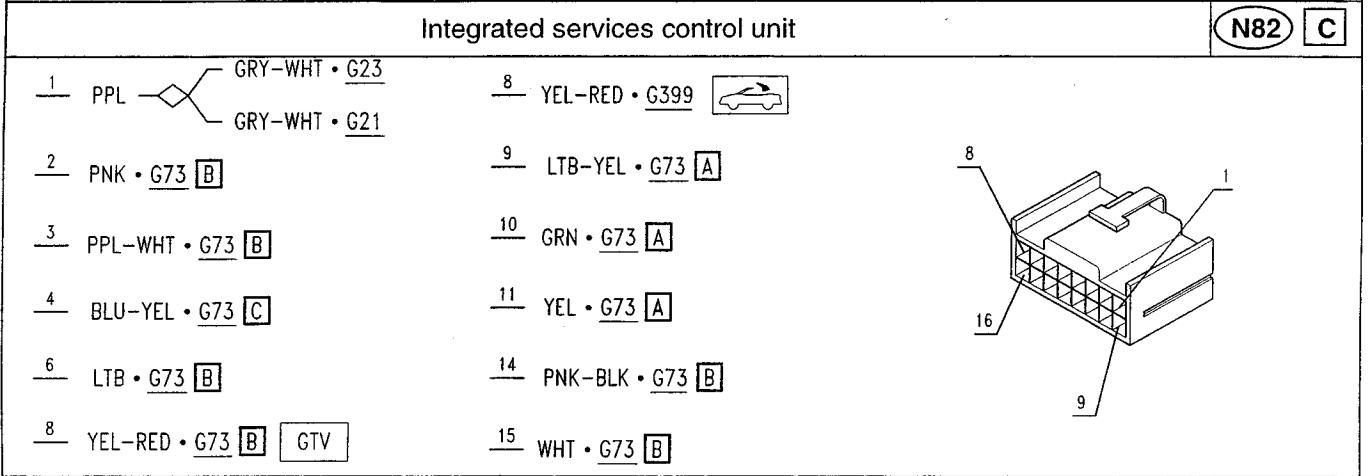 Integrated services control unit N82 C
1 PPL GRY-WHT • G23
GRY-WHT • G21
2 PNK • G73 B
3 PPL-WHT • G73 B
4 BLU-YEL • G73 C
6 LTB • G73 B
8 YEL-RED • G73 B GTV
8 YEL-RED • G399
9 LTB-YEL • G73 A
10 GRN • G73 A
11 YEL • G73 A
14 PNK-BLK • G73 B
15 WHT • G73 B
8
1
16
9